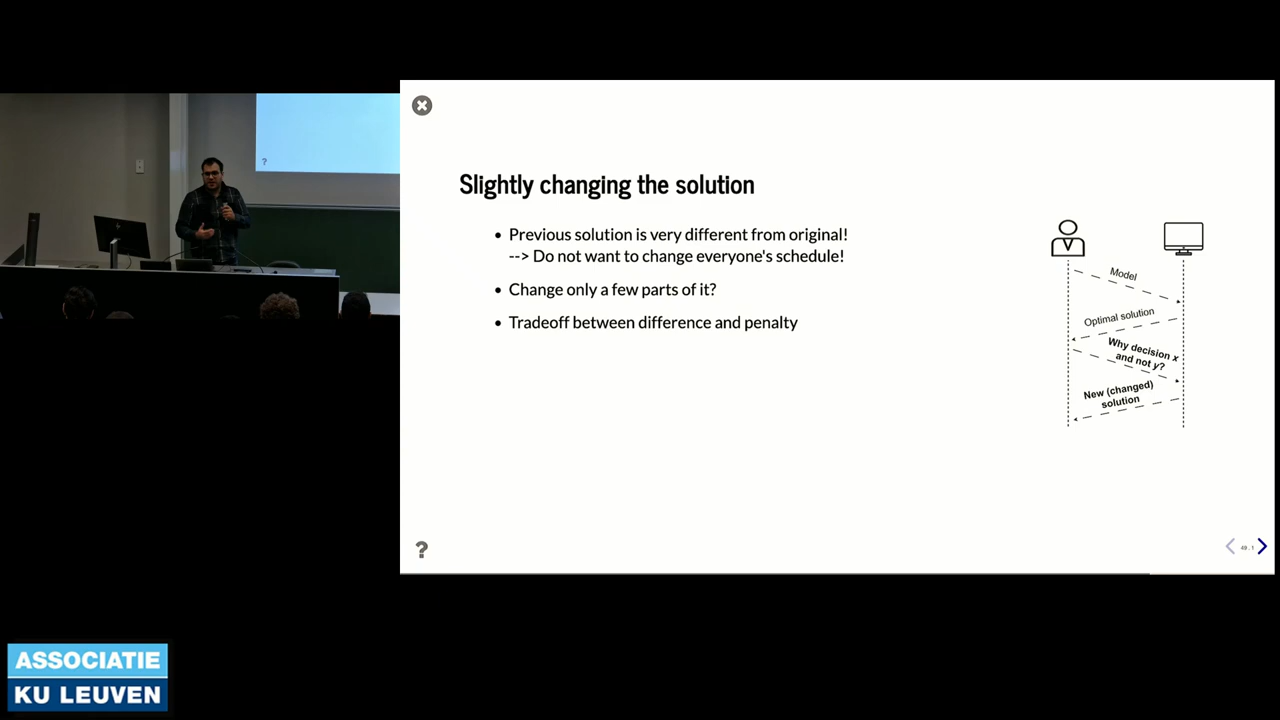 ?
Slightly changing the solution
• Previous solution is very different from original!
--> Do not want to change everyone's schedule!
• Change only a few parts of it?
• Tradeoff between difference and penalty
Model
Optimal solution
Why decision x
and not y?
New (changed)
solution
?
49.1
ASSOCIATIE
KU LEUVEN